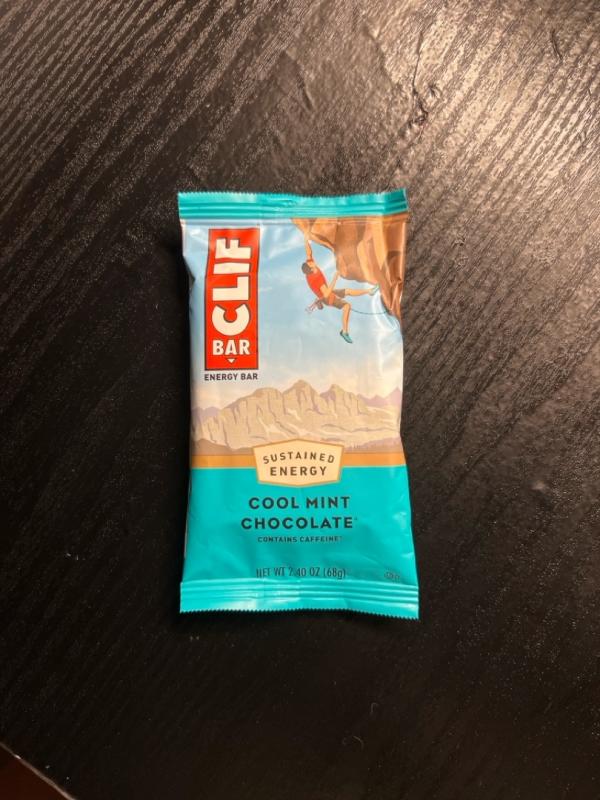 CLIF
BAR
ENERGY BAR
SUSTAINED
ENERGY
COOL MINT
CHOCOLATE®
CONTAINS CAFFEINE*
NET WT 2.40 OZ (68g)